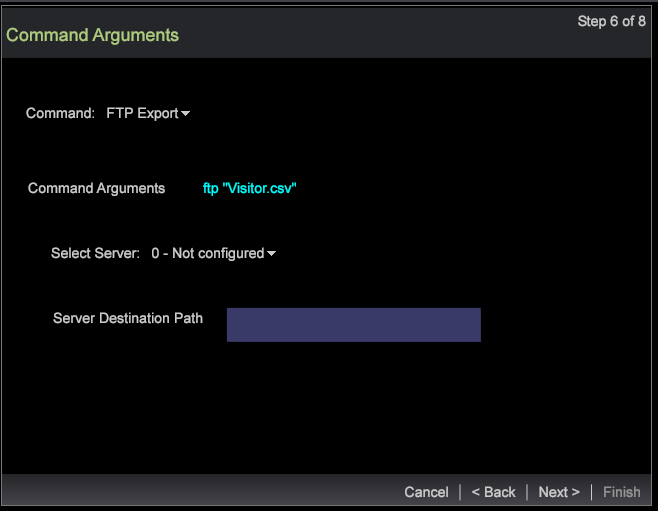 Step 6 of 8
Command Arguments
Command: FTP Export
Command Arguments ftp "Visitor.csv"
Select Server: 0 - Not configured
Server Destination Path
Cancel | < Back | Next > | Finish